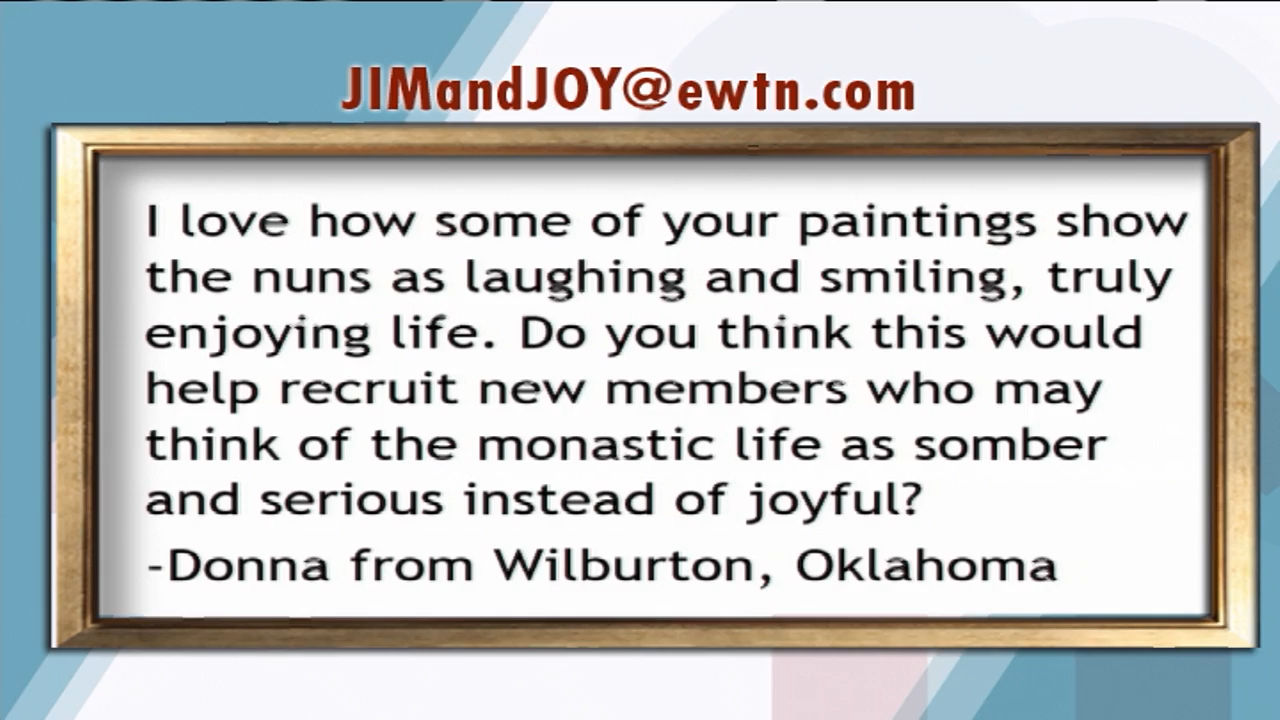 JIMandJOY@ewtn.com
I love how some of your paintings show
the nuns as laughing and smiling, truly
enjoying life. Do you think this would
help recruit new members who may
think of the monastic life as somber
and serious instead of joyful?
-Donna from Wilburton, Oklahoma